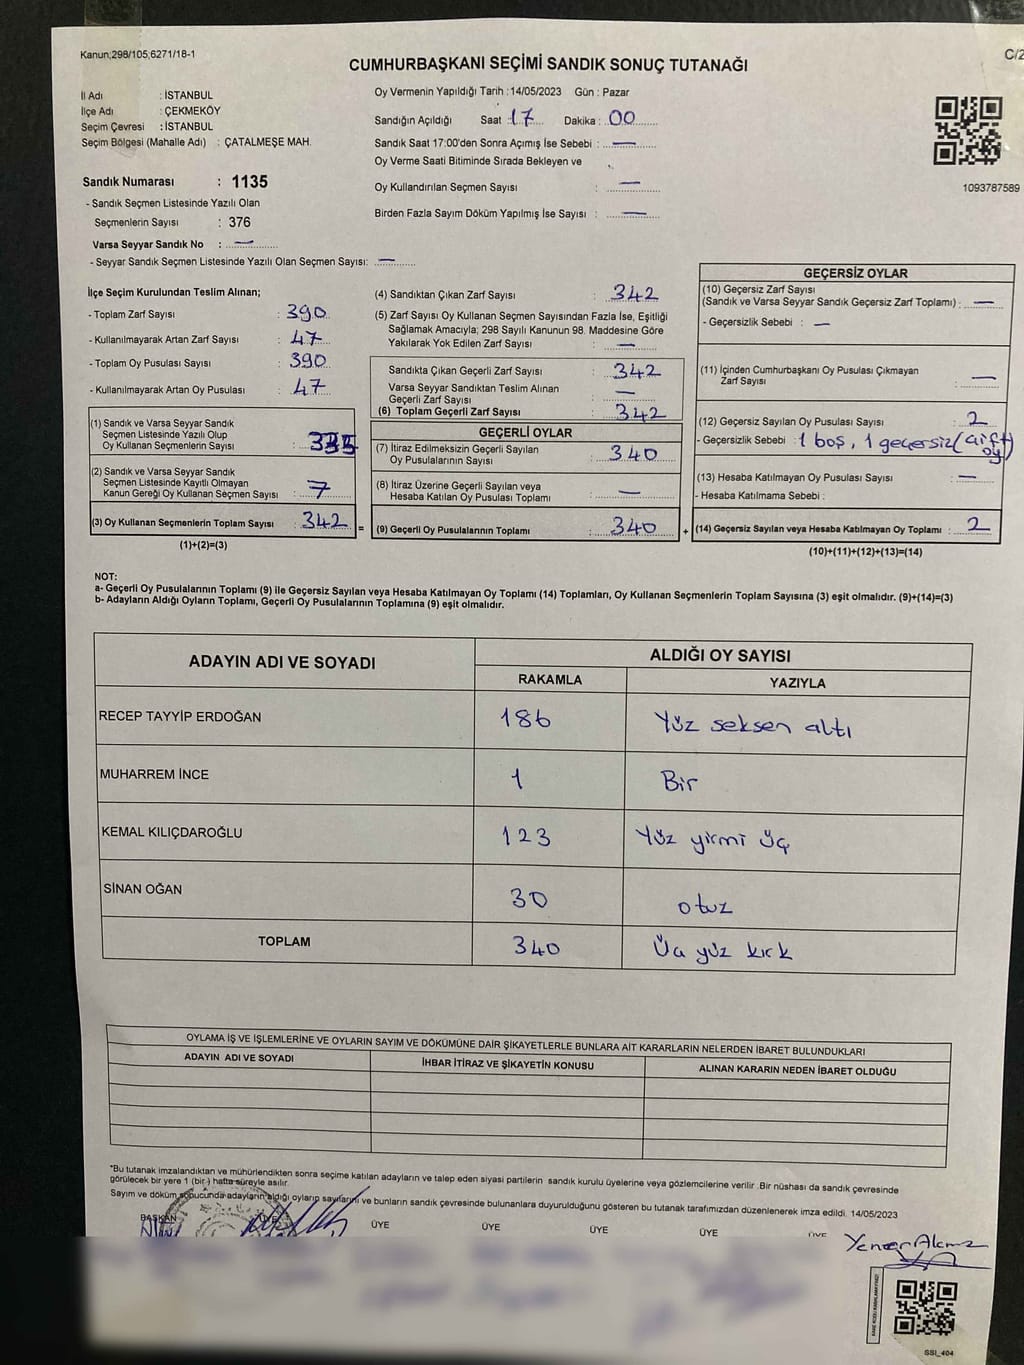 Kanun;298/105;6271/18-1
C/2
CUMHURBAŞKANI SEÇİMİ SANDIK SONUÇ TUTANAĞI
İl Adı : İSTANBUL
İlçe Adı : ÇEKMEKÖY
Seçim Çevresi : İSTANBUL
Seçim Bölgesi (Mahalle Adı) : ÇATALMEŞE MAH.
Sandık Numarası : 1135
- Sandık Seçmen Listesinde Yazılı Olan
Seçmenlerin Sayısı : 376
Varsa Seyyar Sandık No : —
- Seyyar Sandık Seçmen Listesinde Yazılı Olan Seçmen Sayısı: —
Oy Vermenin Yapıldığı Tarih : 14/05/2023 Gün : Pazar
Sandığın Açıldığı Saat : 17 Dakika : 00
Sandık Saat 17:00'den Sonra Açımış İse Sebebi : —
Oy Verme Saati Bitiminde Sırada Bekleyen ve
Oy Kullandırılan Seçmen Sayısı : —
Birden Fazla Sayım Döküm Yapılmış İse Sayısı : —
1093787589
İlçe Seçim Kurulundan Teslim Alınan;
- Toplam Zarf Sayısı : 390
- Kullanılmayarak Artan Zarf Sayısı : 47
- Toplam Oy Pusulası Sayısı : 390
- Kullanılmayarak Artan Oy Pusulası : 47
(1) Sandık ve Varsa Seyyar Sandık
Seçmen Listesinde Yazılı Olup
Oy Kullanan Seçmenlerin Sayısı : 335
(2) Sandık ve Varsa Seyyar Sandık
Seçmen Listesinde Kayıtlı Olmayan
Kanun Gereği Oy Kullanan Seçmen Sayısı : 7
(3) Oy Kullanan Seçmenlerin Toplam Sayısı : 342 =
(1)+(2)=(3)
(4) Sandıktan Çıkan Zarf Sayısı : 342
(5) Zarf Sayısı Oy Kullanan Seçmen Sayısından Fazla İse, Eşitliği
Sağlamak Amacıyla; 298 Sayılı Kanunun 98. Maddesine Göre
Yakılarak Yok Edilen Zarf Sayısı : —
Sandıkta Çıkan Geçerli Zarf Sayısı : 342
Varsa Seyyar Sandıktan Teslim Alınan
Geçerli Zarf Sayısı : —
(6) Toplam Geçerli Zarf Sayısı : 342
GEÇERLİ OYLAR
(7) İtiraz Edilmeksizin Geçerli Sayılan
Oy Pusulalarının Sayısı : 340
(8) İtiraz Üzerine Geçerli Sayılan veya
Hesaba Katılan Oy Pusulası Toplamı : —
(9) Geçerli Oy Pusulalarının Toplamı : 340 +
GEÇERSİZ OYLAR
(10) Geçersiz Zarf Sayısı
(Sandık ve Varsa Seyyar Sandık Geçersiz Zarf Toplamı) : —
- Geçersizlik Sebebi : —
(11) İçinden Cumhurbaşkanı Oy Pusulası Çıkmayan
Zarf Sayısı : —
(12) Geçersiz Sayılan Oy Pusulası Sayısı : 2
- Geçersizlik Sebebi : 1 boş, 1 geçersiz (çift oy)
(13) Hesaba Katılmayan Oy Pusulası Sayısı : —
- Hesaba Katılmama Sebebi :
(14) Geçersiz Sayılan veya Hesaba Katılmayan Oy Toplamı : 2
(10)+(11)+(12)+(13)=(14)
NOT:
a- Geçerli Oy Pusulalarının Toplamı (9) ile Geçersiz Sayılan veya Hesaba Katılmayan Oy Toplamı (14) Toplamları, Oy Kullanan Seçmenlerin Toplam Sayısına (3) eşit olmalıdır. (9)+(14)=(3)
b- Adayların Aldığı Oyların Toplamı, Geçerli Oy Pusulalarının Toplamına (9) eşit olmalıdır.
ADAYIN ADI VE SOYADI ALDIĞI OY SAYISI
RAKAMLA YAZIYLA
RECEP TAYYİP ERDOĞAN 186 Yüz seksen altı
MUHARREM İNCE 1 Bir
KEMAL KILIÇDAROĞLU 123 Yüz yirmi üç
SİNAN OĞAN 30 otuz
TOPLAM 340 Üç yüz kırk
OYLAMA İŞ VE İŞLEMLERİNE VE OYLARIN SAYIM VE DÖKÜMÜNE DAİR ŞİKAYETLERLE BUNLARA AİT KARARLARIN NELERDEN İBARET BULUNDUKLARI
ADAYIN ADI VE SOYADI İHBAR İTİRAZ VE ŞİKAYETİN KONUSU ALINAN KARARIN NEDEN İBARET OLDUĞU
"Bu tutanak imzalandıktan ve mühürlendikten sonra seçime katılan adayların ve talep eden siyasi partilerin sandık kurulu üyelerine veya gözlemcilerine verilir .Bir nüshası da sandık çevresinde
görülecek bir yere 1 (bir) hafta süreyle asılır.
Sayım ve döküm sonucunda adayların aldığı oyların sayılarını ve bunların sandık çevresinde bulunanlara duyurulduğunu gösteren bu tutanak tarafımızdan düzenlenerek imza edildi. 14/05/2023
BAŞKAN ÜYE ÜYE ÜYE ÜYE ÜYE ÜYE
SSI_404